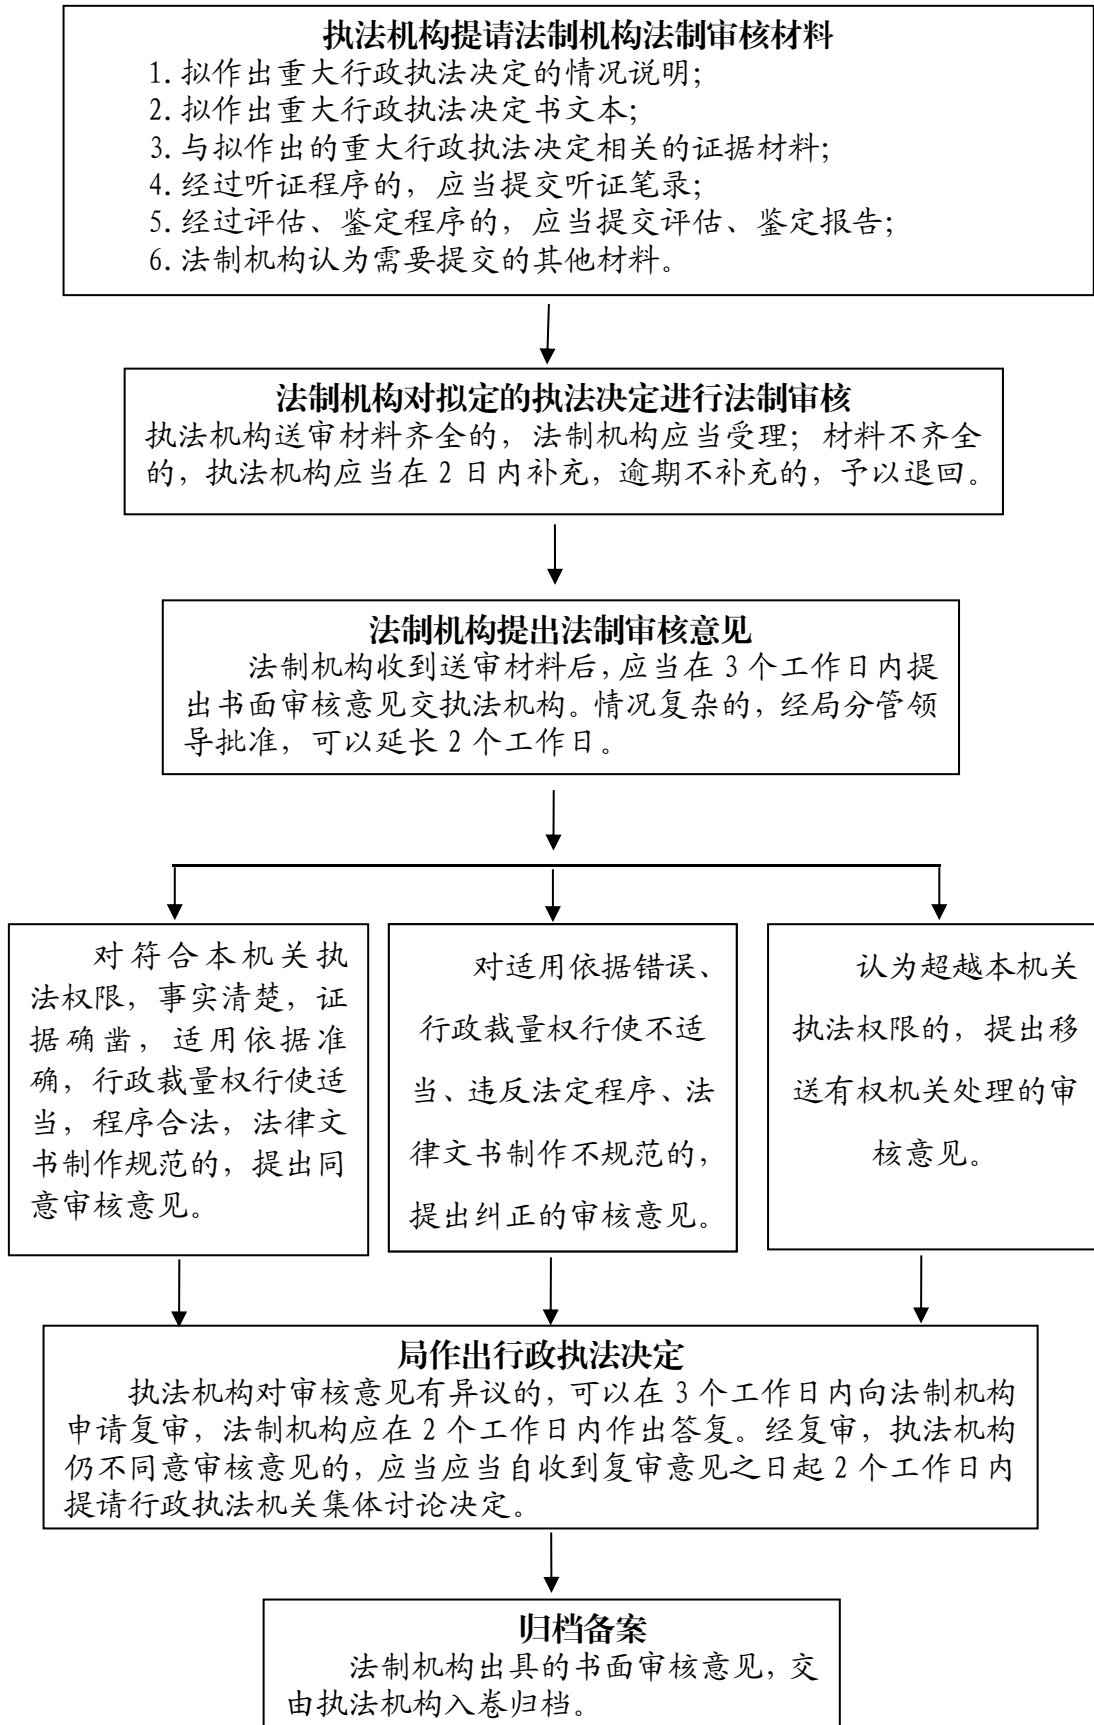 执法机构提请法制机构法制审核材料
1.拟作出重大行政执法决定的情况说明；
2.拟作出重大行政执法决定书文本；
3.与拟作出的重大行政执法决定相关的证据材料；
4.经过听证程序的，应当提交听证笔录；
5.经过评估、鉴定程序的，应当提交评估、鉴定报告；
6.法制机构认为需要提交的其他材料。
法制机构对拟定的执法决定进行法制审核
执法机构送审材料齐全的，法制机构应当受理；材料不齐全
的，执法机构应当在 2 日内补充，逾期不补充的，予以退回。
法制机构提出法制审核意见
法制机构收到送审材料后，应当在 3 个工作日内提
出书面审核意见交执法机构。情况复杂的，经局分管领
导批准，可以延长 2 个工作日。
对符合本机关执
法权限，事实清楚，证
据确凿，适用依据准
确，行政裁量权行使适
当，程序合法，法律文
书制作规范的，提出同
意审核意见。
对适用依据错误、
行政裁量权行使不适
当、违反法定程序、法
律文书制作不规范的，
提出纠正的审核意见。
认为超越本机关
执法权限的，提出移
送有权机关处理的审
核意见。
局作出行政执法决定
执法机构对审核意见有异议的，可以在 3 个工作日内向法制机构
申请复审，法制机构应在 2 个工作日内作出答复。经复审，执法机构
仍不同意审核意见的，应当应当自收到复审意见之日起 2 个工作日内
提请行政执法机关集体讨论决定。
归档备案
法制机构出具的书面审核意见，交
由执法机构入卷归档。